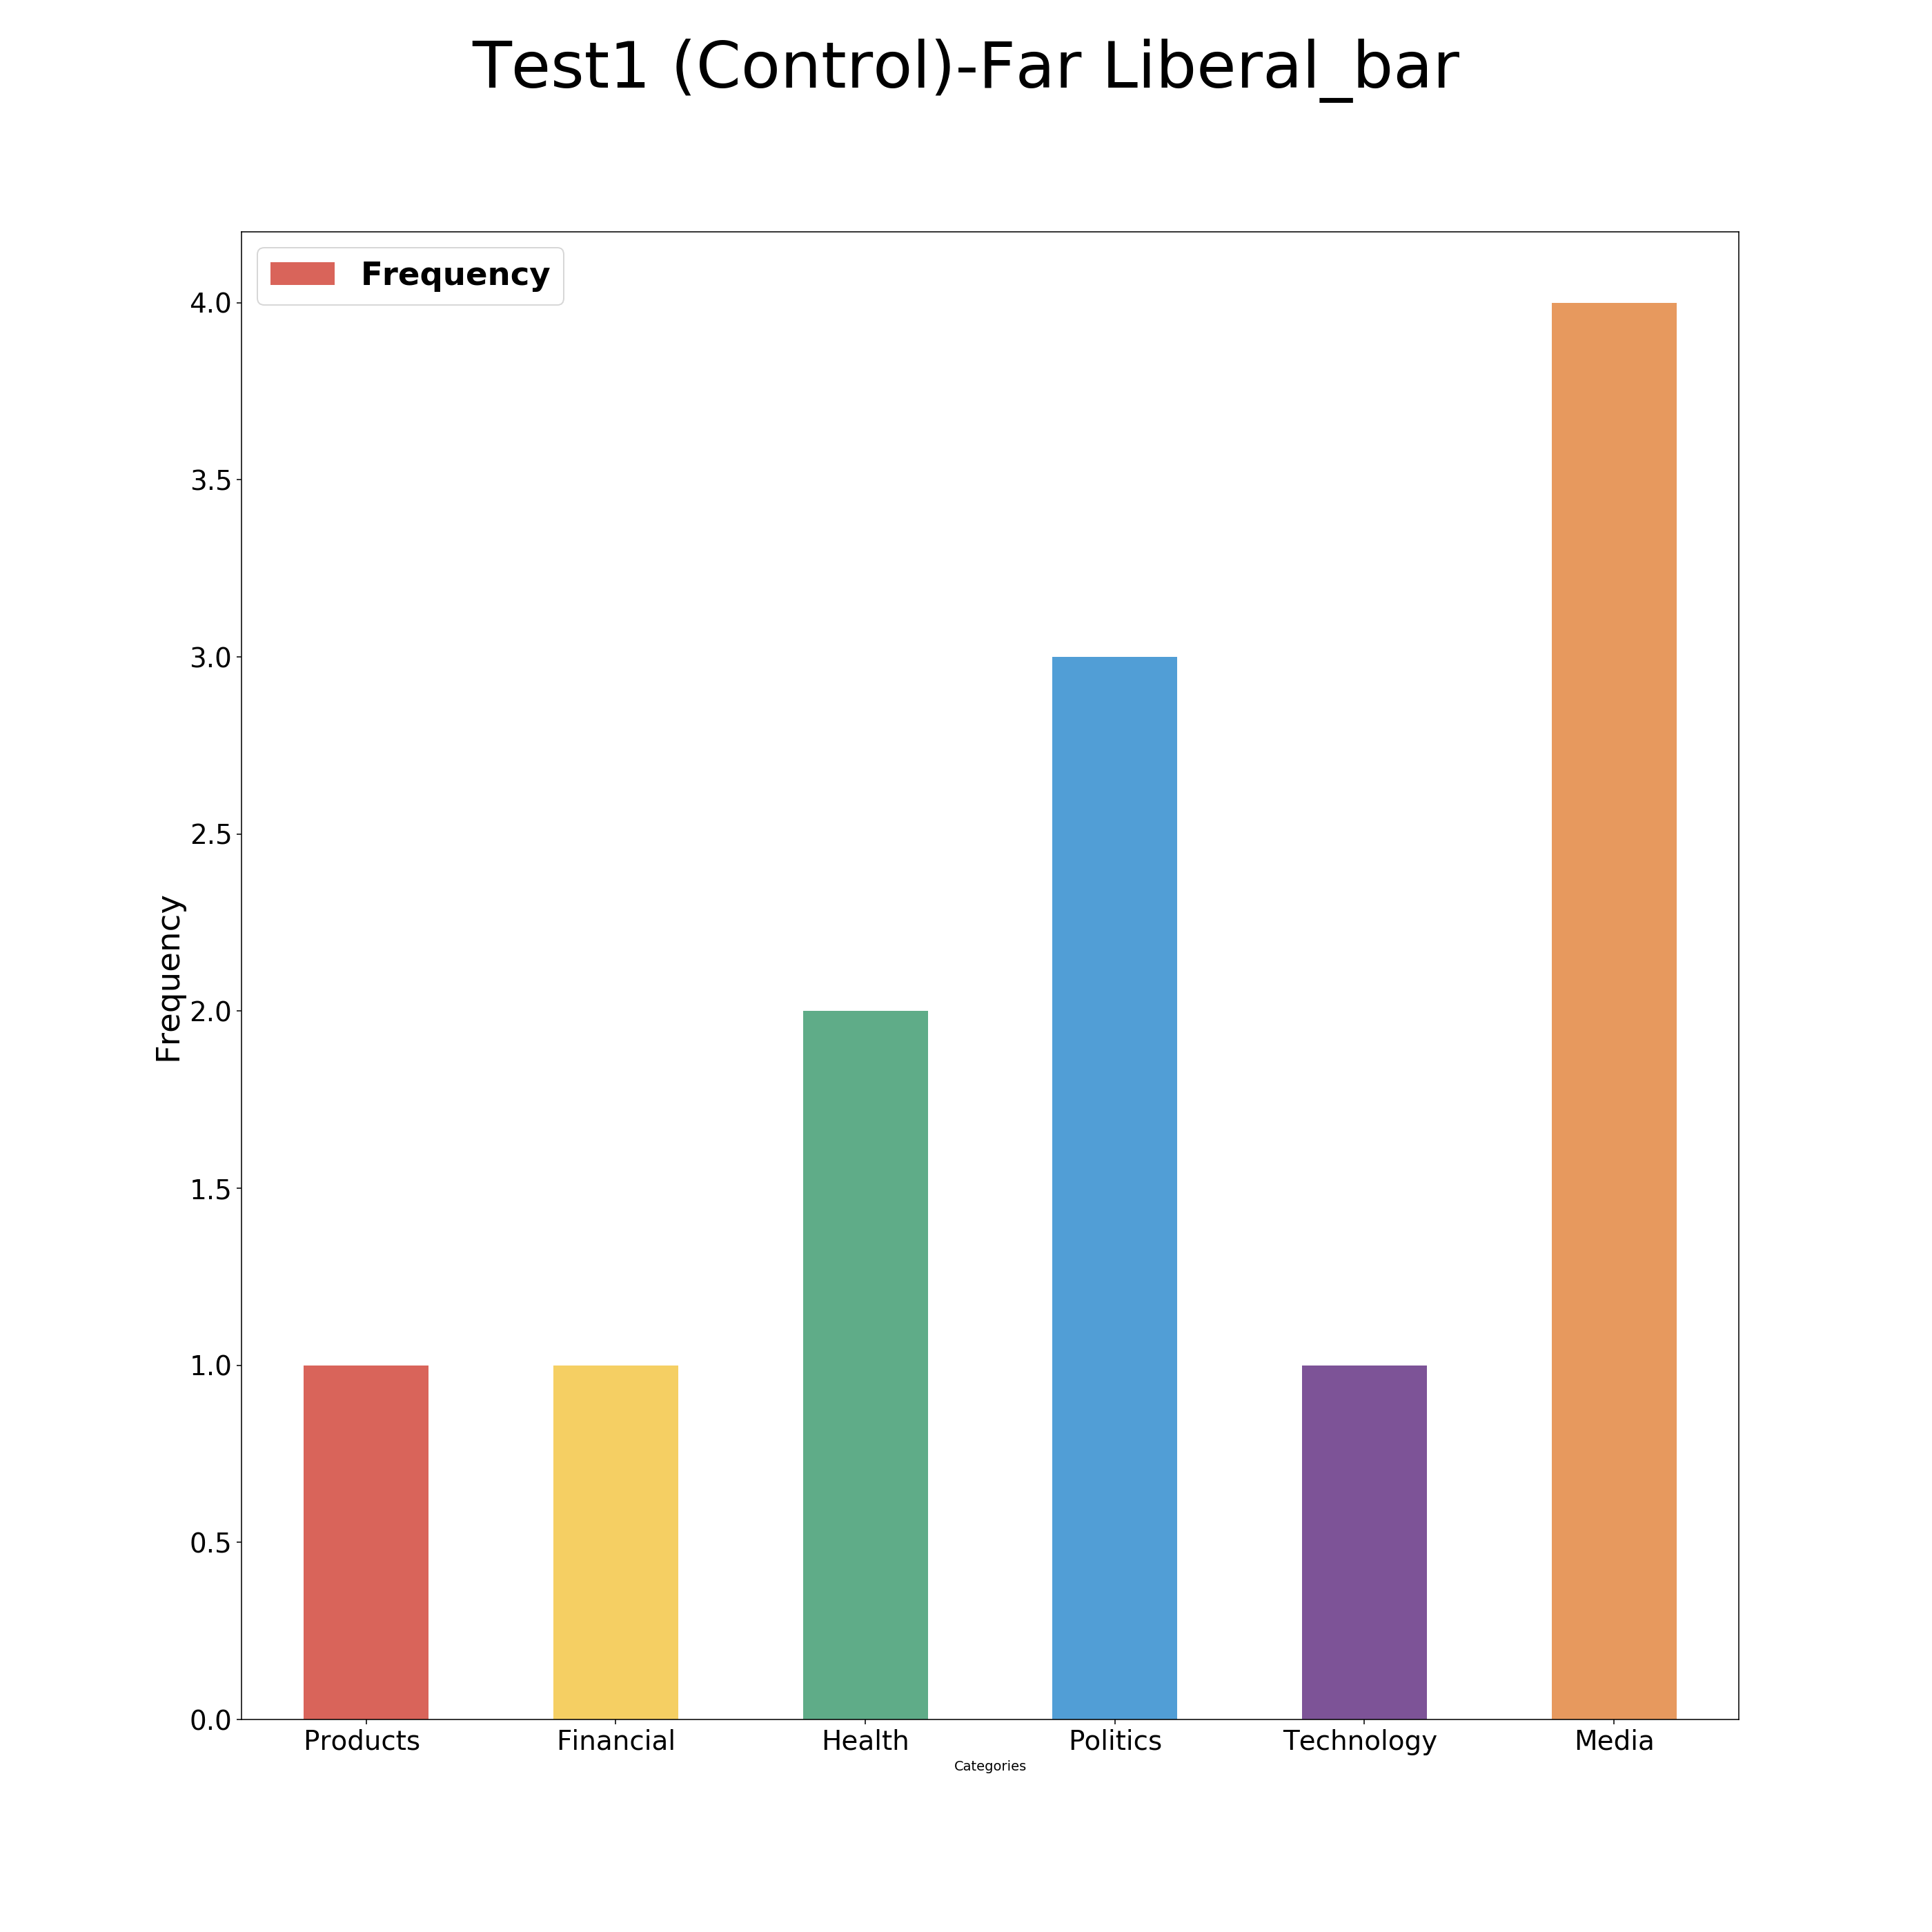 Test1 (Control)-Far Liberal_bar
Frequency
4.0
3.5
3.0
2.5
2.0
1.5
1.0
0.5
0.0
Frequency
Products Financial Health Politics Technology Media
Categories